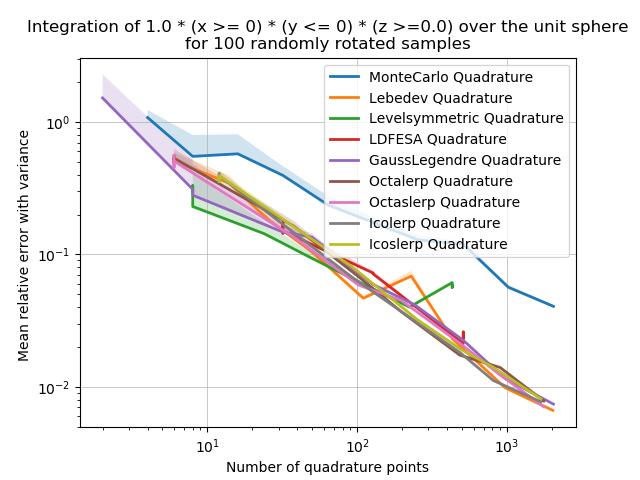 Integration of 1.0 * (x >= 0) * (y <= 0) * (z >=0.0) over the unit sphere
for 100 randomly rotated samples
Mean relative error with variance
10⁰
10⁻¹
10⁻²
MonteCarlo Quadrature
Lebedev Quadrature
Levelsymmetric Quadrature
LDFESA Quadrature
GaussLegendre Quadrature
Octalerp Quadrature
Octaslerp Quadrature
Icolerp Quadrature
Icoslerp Quadrature
10¹
10²
10³
Number of quadrature points